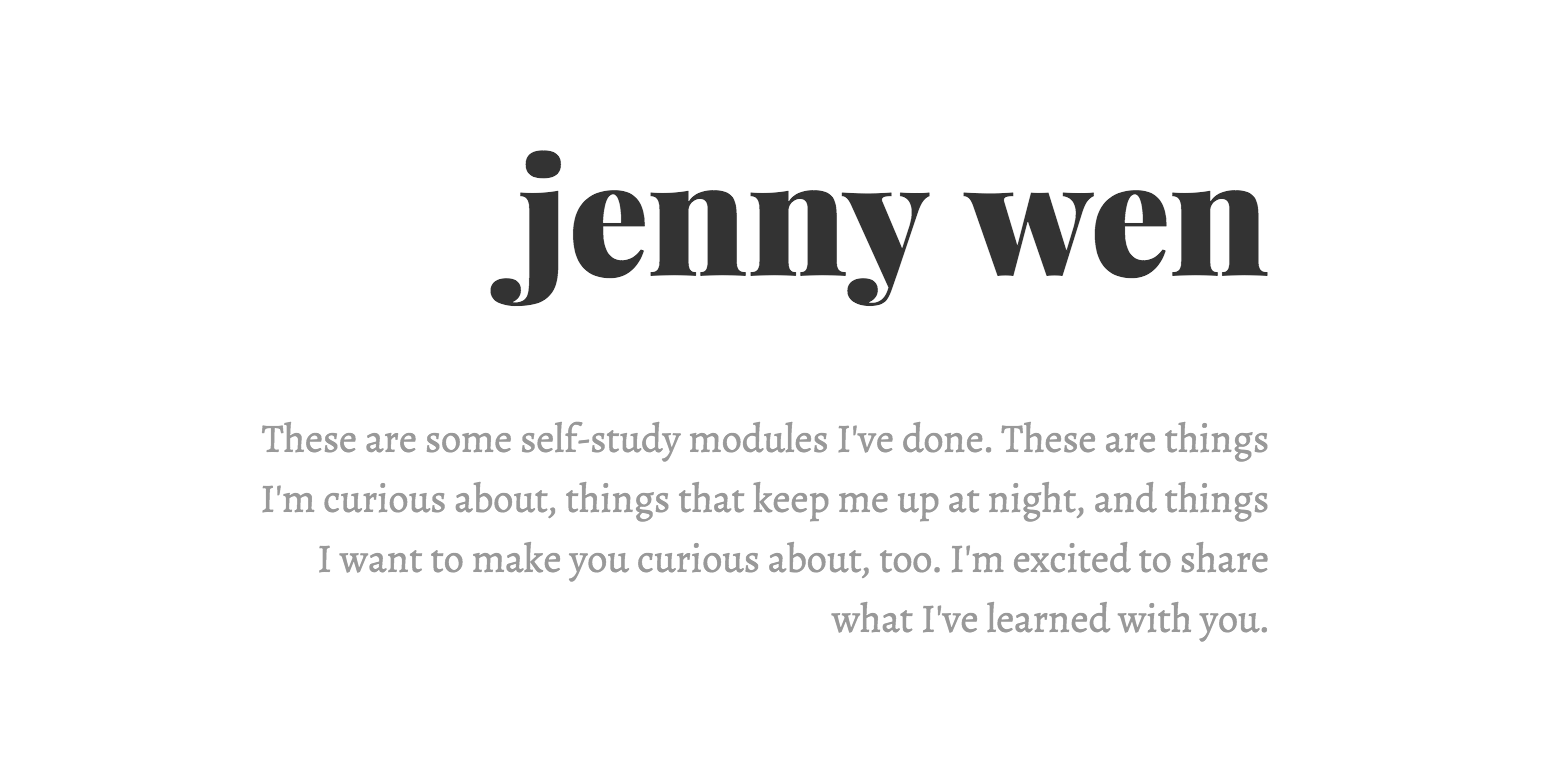 jenny wen
These are some self-study modules I've done. These are things
I'm curious about, things that keep me up at night, and things
I want to make you curious about, too. I'm excited to share
what I've learned with you.